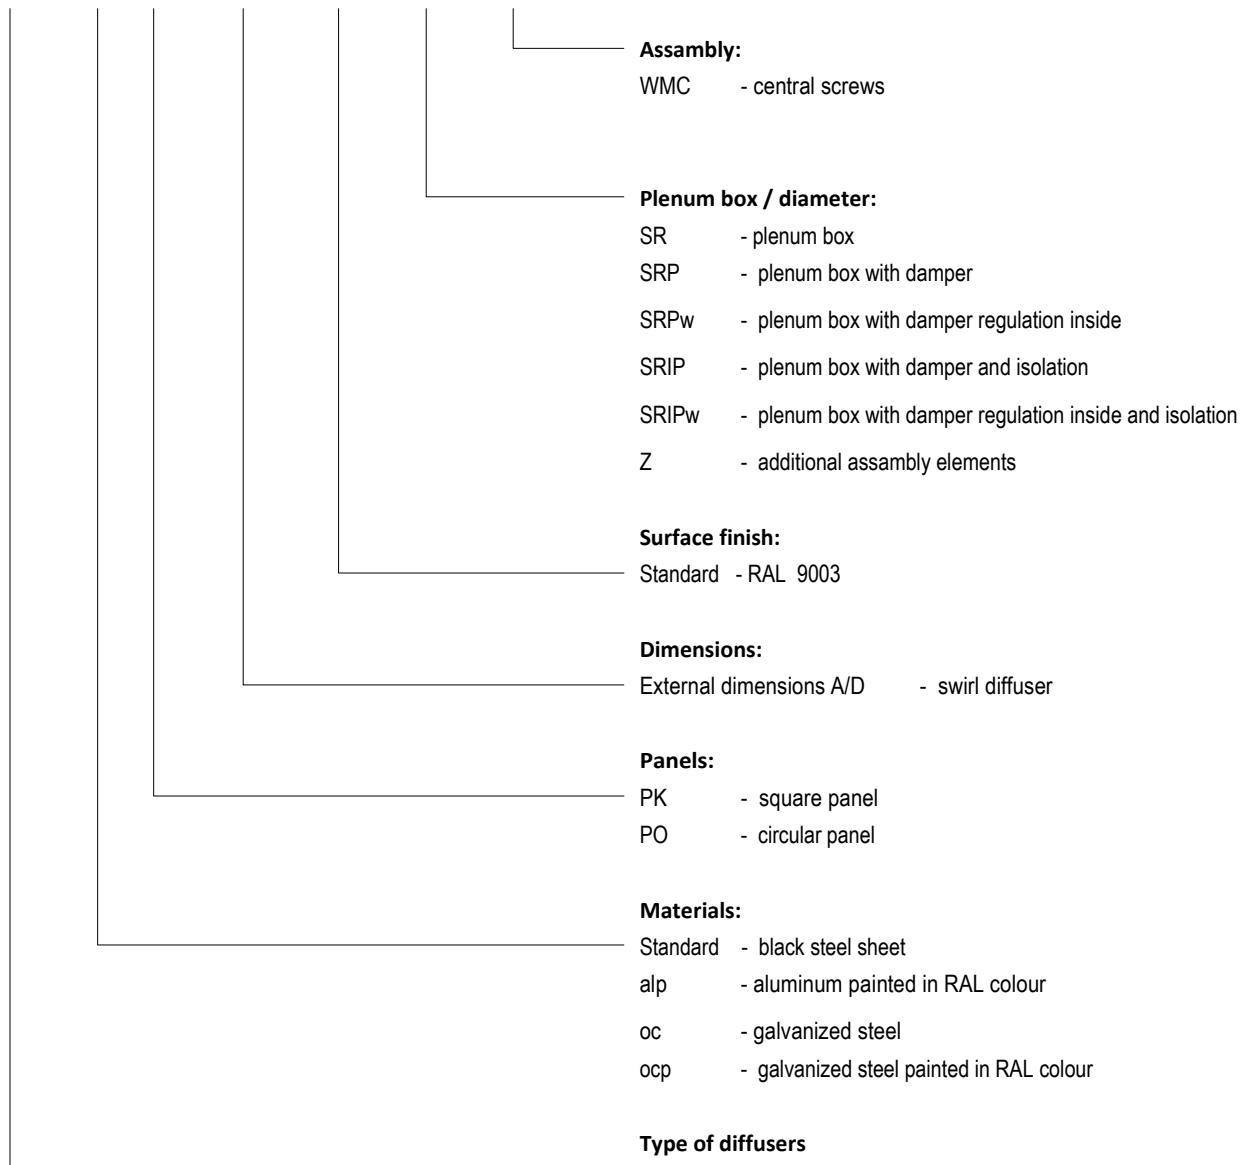 Assambly:
WMC - central screws
Plenum box / diameter:
SR - plenum box
SRP - plenum box with damper
SRPw - plenum box with damper regulation inside
SRIP - plenum box with damper and isolation
SRIPw - plenum box with damper regulation inside and isolation
Z - additional assambly elements
Surface finish:
Standard - RAL 9003
Dimensions:
External dimensions A/D - swirl diffuser
Panels:
PK - square panel
PO - circular panel
Materials:
Standard - black steel sheet
alp - aluminum painted in RAL colour
oc - galvanized steel
ocp - galvanized steel painted in RAL colour
Type of diffusers